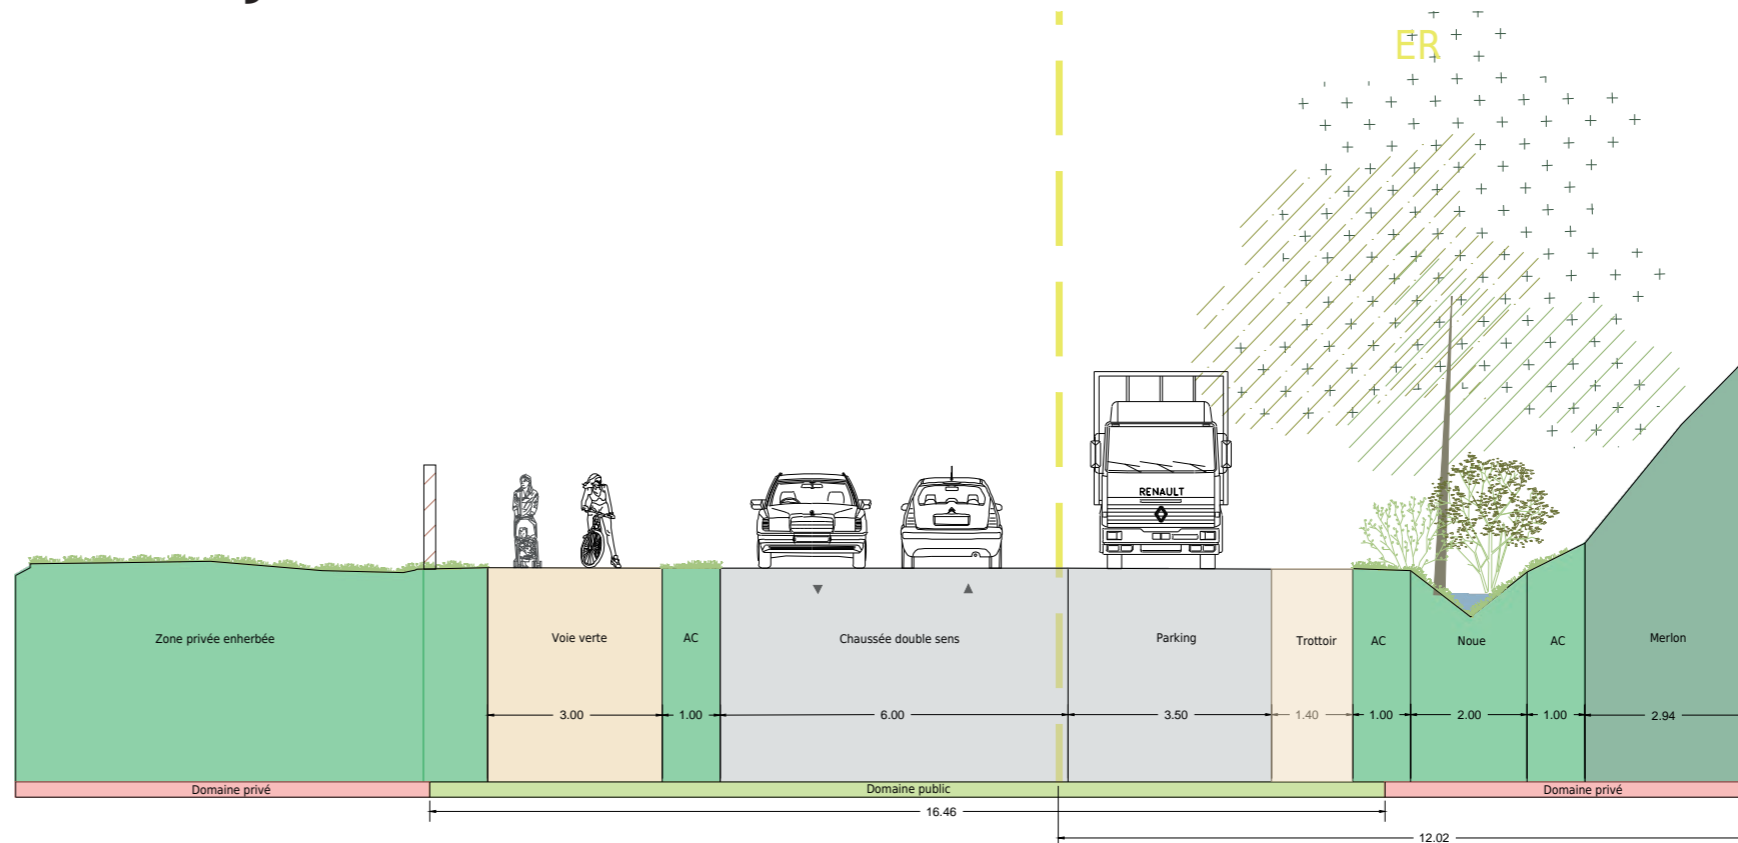 ER
RENAULT
Zone privée enherbée
Voie verte
AC
Chaussée double sens
Parking
Trottoir
AC
Noue
AC
Merlon
3.00
1.00
6.00
3.50
1.40
1.00
2.00
1.00
2.94
Domaine privé
Domaine public
Domaine privé
16.46
12.02